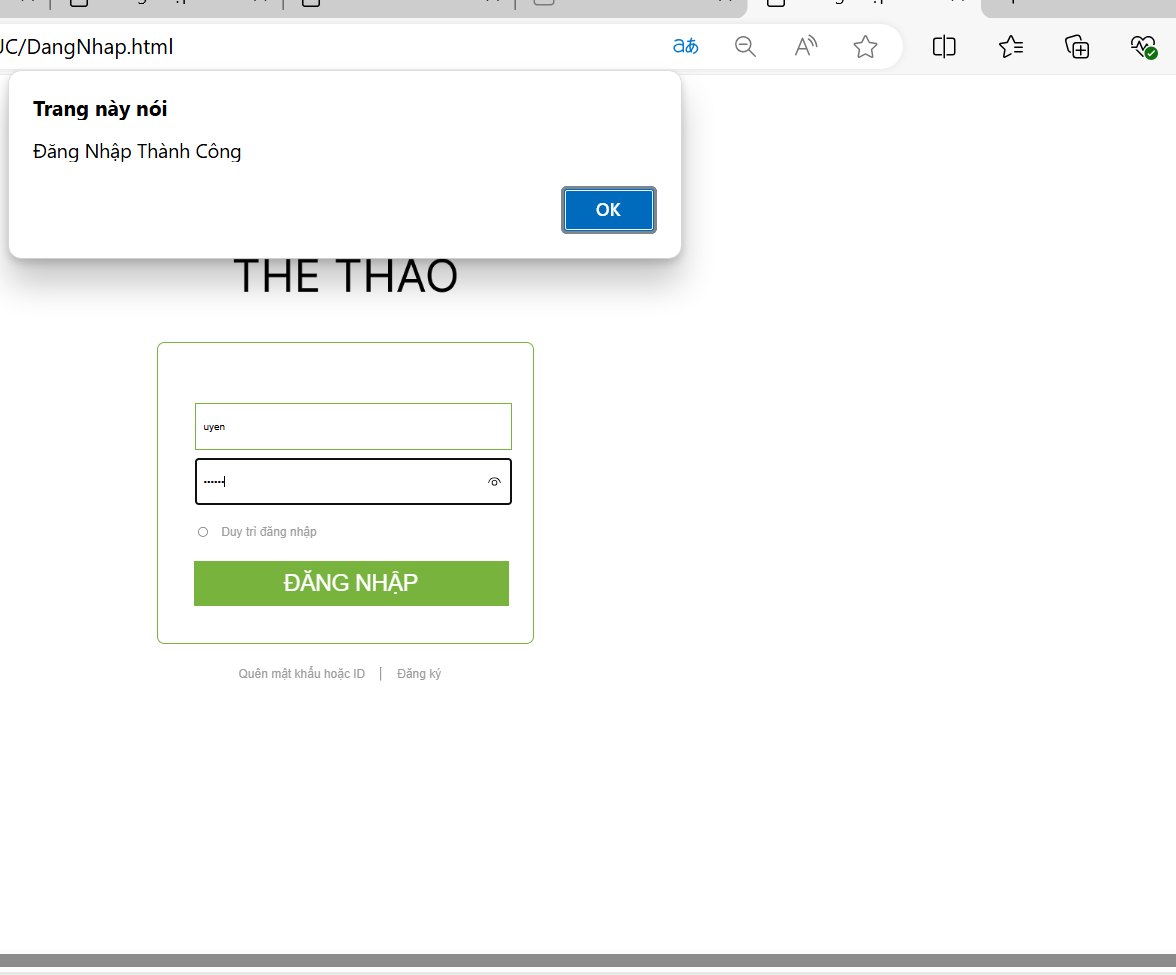 UC/DangNhap.html
Trang này nói
Đăng Nhập Thành Công
OK
THE THAO
uyen
Duy trì đăng nhập
ĐĂNG NHẬP
Quên mật khẩu hoặc ID | Đăng ký